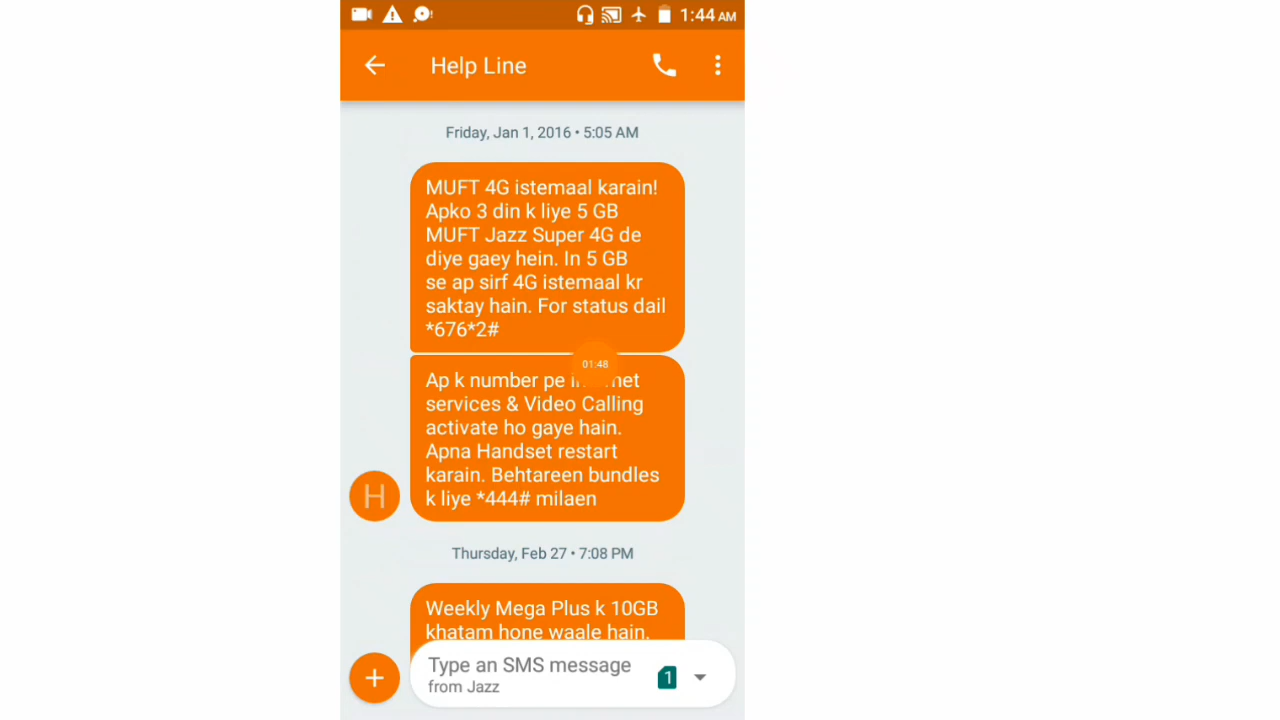 1:44 AM
Help Line
Friday, Jan 1, 2016 • 5:05 AM
MUFT 4G istemaal karain!
Apko 3 din k liye 5 GB
MUFT Jazz Super 4G de
diye gaey hein. In 5 GB
se ap sirf 4G istemaal kr
saktay hain. For status dail
*676*2#
01:48
Ap k number pe
services & Video Calling
activate ho gaye hain.
Apna Handset restart
karain. Behtareen bundles
k liye *444# milaen
H
Thursday, Feb 27 • 7:08 PM
Weekly Mega Plus k 10GB
khatam hone waale hain.
Type an SMS message
1
from Jazz